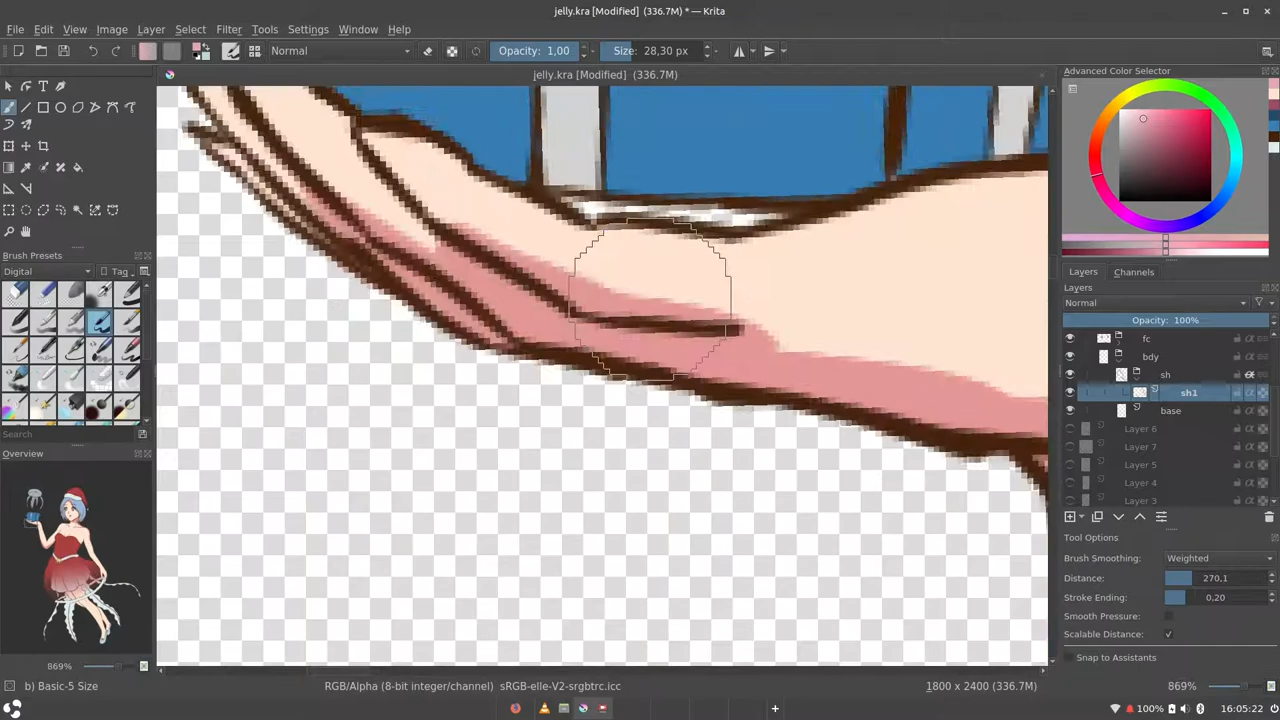 jelly.kra [Modified] (336.7M) * — Krita
File Edit View Image Layer Select Filter Tools Settings Window Help
Normal
Opacity: 1,00
Size: 28,30 px
jelly.kra [Modified] (336.7M)
Advanced Color Selector
Brush Presets
Digital
Tag
Search
Overview
869%
Layers Channels
Layers
Normal
Opacity: 100%
fc
bdy
sh
sh1
base
Layer 6
Layer 7
Layer 5
Layer 4
Layer 3
Tool Options
Brush Smoothing: Weighted
Distance: 270,1
Stroke Ending: 0,20
Smooth Pressure:
Scalable Distance:
Snap to Assistants
b) Basic-5 Size
RGB/Alpha (8-bit integer/channel) sRGB-elle-V2-srgbtrc.icc
1800 x 2400 (336.7M)
869%
100%
16:05:22